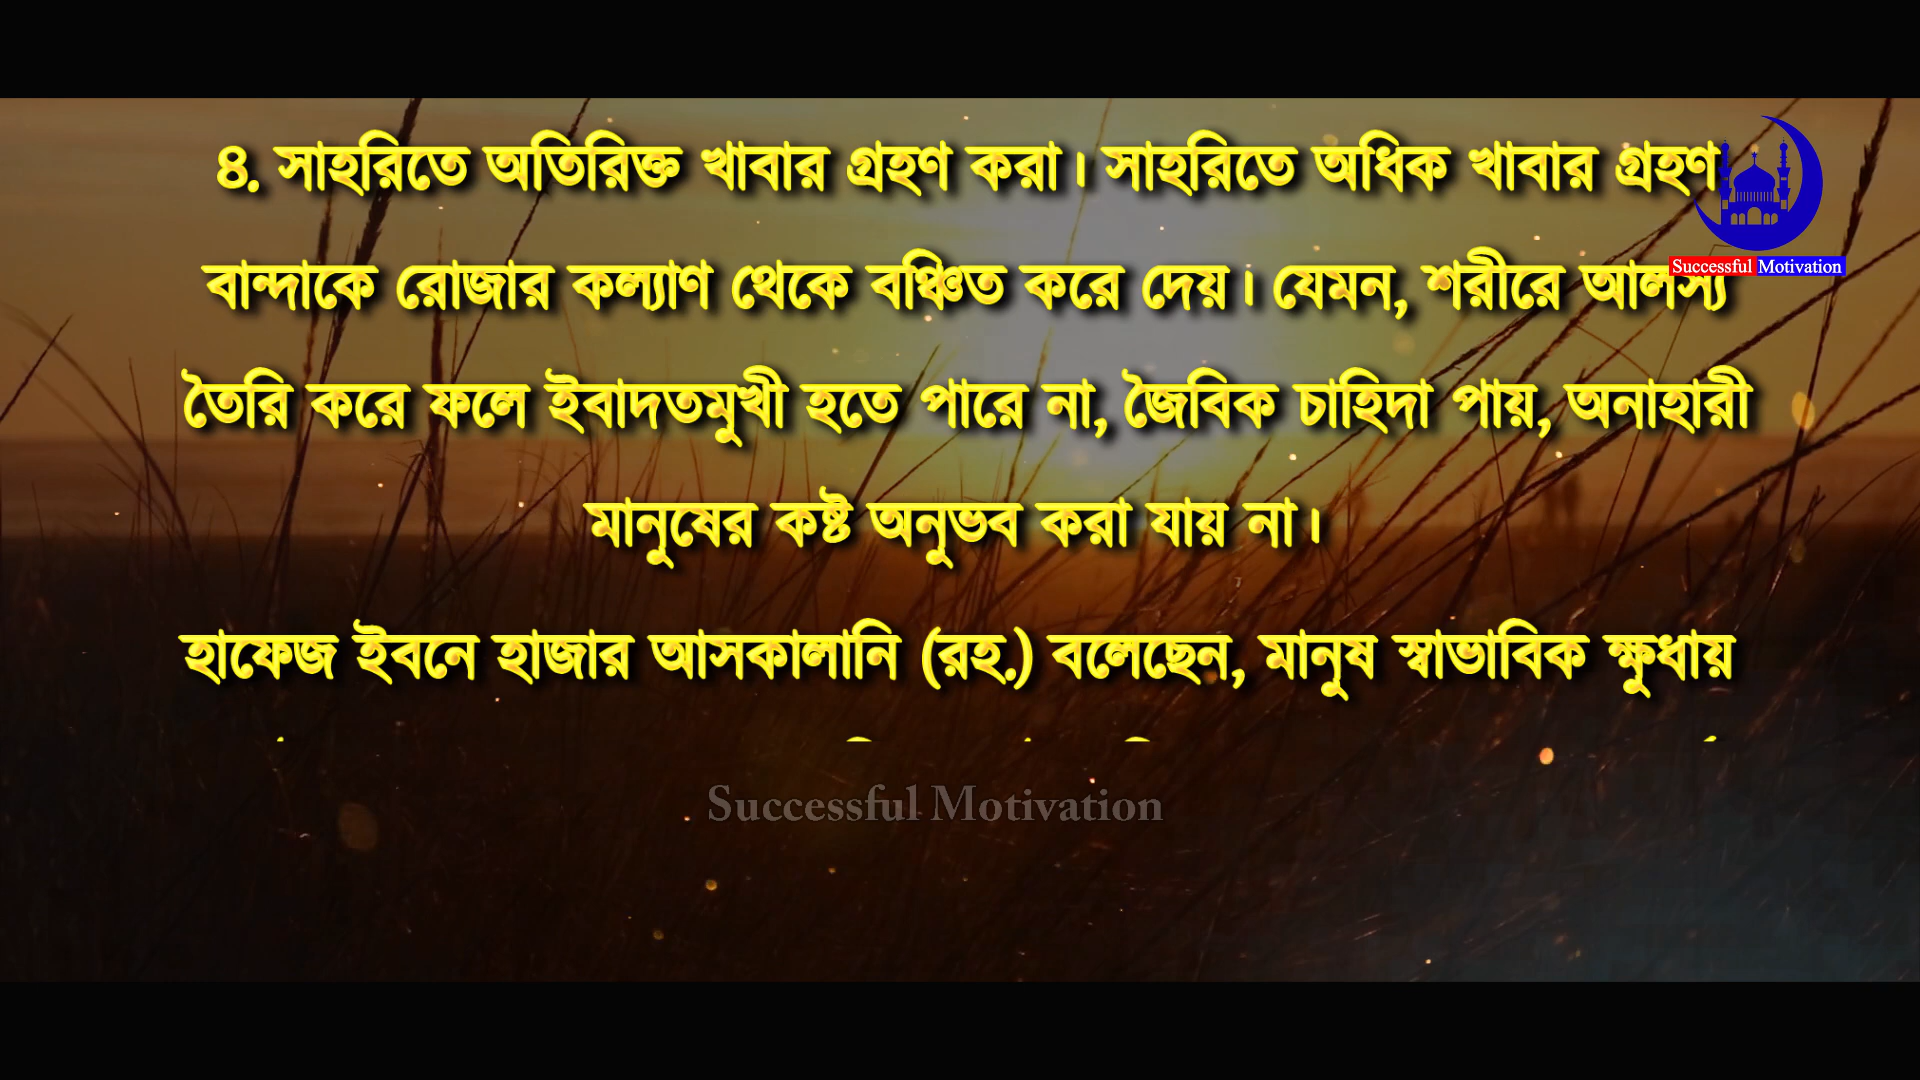 ৪. সাহরিতে অতিরিক্ত খাবার গ্রহণ করা। সাহরিতে অধিক খাবার গ্রহণ
বান্দাকে রোজার কল্যাণ থেকে বঞ্চিত করে দেয়। যেমন, শরীরে আলস্য
তৈরি করে ফলে ইবাদতমুখী হতে পারে না, জৈবিক চাহিদা পায়, অনাহারী
মানুষের কষ্ট অনুভব করা যায় না।
হাফেজ ইবনে হাজার আসকালানি (রহ.) বলেছেন, মানুষ স্বাভাবিক ক্ষুধায়
Successful Motivation
Successful Motivation